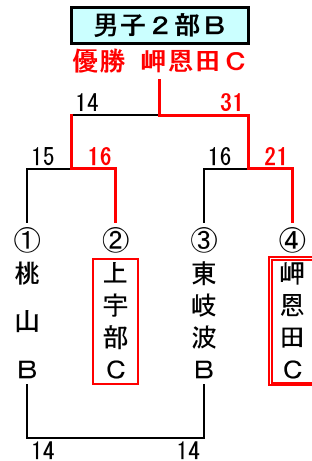 男子２部Ｂ
優勝 岬恩田Ｃ
14 31
15 16 16 21
① ② ③ ④
桃山Ｂ
上宇部Ｃ
東岐波Ｂ
岬恩田Ｃ
14 14